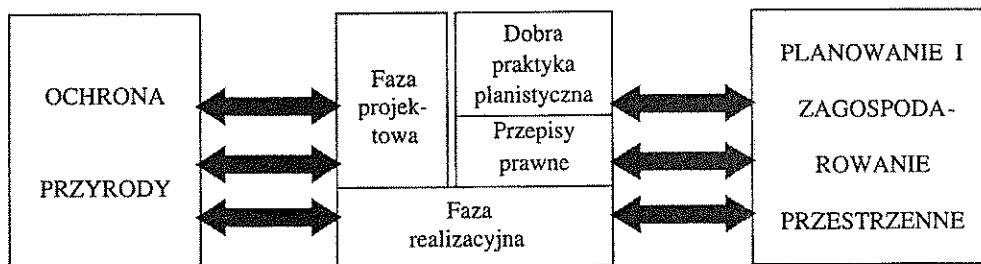 OCHRONA
PRZYRODY
Faza
projek-
towa
Dobra
praktyka
planistyczna
Przepisy
prawne
Faza
realizacyjna
PLANOWANIE I
ZAGOSPODA-
ROWANIE
PRZESTRZENNE